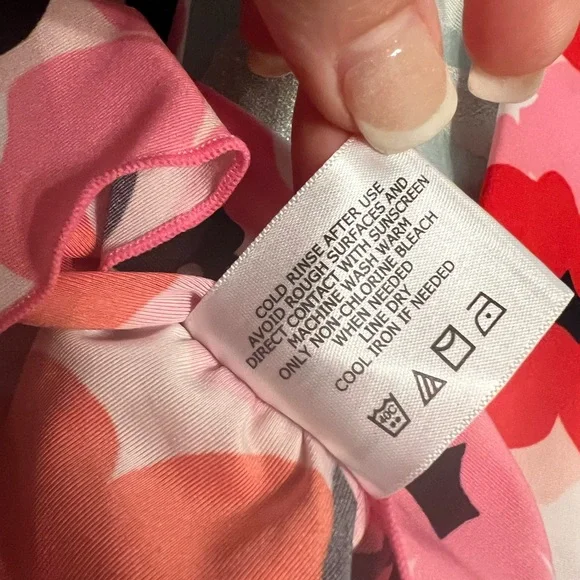 COLD RINSE AFTER USE
AVOID ROUGH SURFACES AND
DIRECT CONTACT WITH SUNSCREEN
MACHINE WASH WARM
ONLY NON-CHLORINE BLEACH
WHEN NEEDED
LINE DRY
COOL IRON IF NEEDED
40C